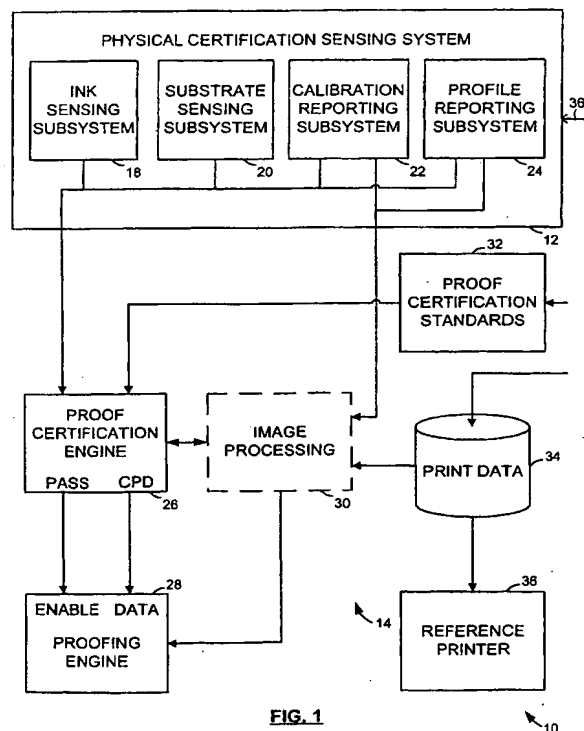 PHYSICAL CERTIFICATION SENSING SYSTEM
INK
SENSING
SUBSYSTEM
18
SUBSTRATE
SENSING
SUBSYSTEM
20
CALIBRATION
REPORTING
SUBSYSTEM
22
PROFILE
REPORTING
SUBSYSTEM
24
36
12
32
PROOF
CERTIFICATION
STANDARDS
PROOF
CERTIFICATION
ENGINE
PASS CPD
26
IMAGE
PROCESSING
30
PRINT DATA
34
28
ENABLE DATA
PROOFING
ENGINE
14
38
REFERENCE
PRINTER
FIG. 1
10